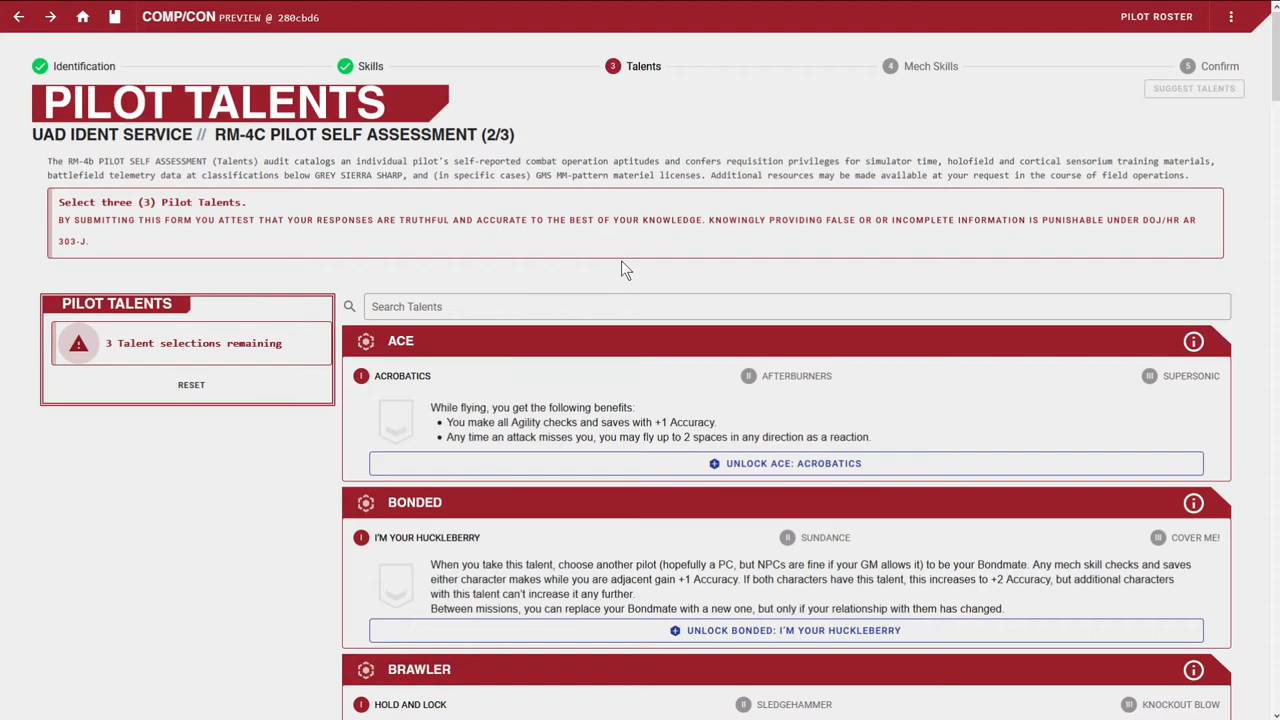 COMP/CON PREVIEW @ 280cbd6
PILOT ROSTER
Identification
Skills
3 Talents
4 Mech Skills
5 Confirm
SUGGEST TALENTS
PILOT TALENTS
UAD IDENT SERVICE // RM-4C PILOT SELF ASSESSMENT (2/3)
The RM-4b PILOT SELF ASSESSMENT (Talents) audit catalogs an individual pilot's self-reported combat operation aptitudes and confers requisition privileges for simulator time, holofield and cortical sensorium training materials,
battlefield telemetry data at classifications below GREY SIERRA SHARP, and (in specific cases) GMS MM-pattern materiel licenses. Additional resources may be made available at your request in the course of field operations.
Select three (3) Pilot Talents.
BY SUBMITTING THIS FORM YOU ATTEST THAT YOUR RESPONSES ARE TRUTHFUL AND ACCURATE TO THE BEST OF YOUR KNOWLEDGE. KNOWINGLY PROVIDING FALSE OR OR INCOMPLETE INFORMATION IS PUNISHABLE UNDER DOJ/HR AR
303-J.
PILOT TALENTS
3 Talent selections remaining
RESET
Search Talents
ACE
I ACROBATICS
II AFTERBURNERS
III SUPERSONIC
While flying, you get the following benefits:
• You make all Agility checks and saves with +1 Accuracy.
• Any time an attack misses you, you may fly up to 2 spaces in any direction as a reaction.
UNLOCK ACE: ACROBATICS
BONDED
I I'M YOUR HUCKLEBERRY
II SUNDANCE
III COVER ME!
When you take this talent, choose another pilot (hopefully a PC, but NPCs are fine if your GM allows it) to be your Bondmate. Any mech skill checks and saves
either character makes while you are adjacent gain +1 Accuracy. If both characters have this talent, this increases to +2 Accuracy, but additional characters
with this talent can't increase it any further.
Between missions, you can replace your Bondmate with a new one, but only if your relationship with them has changed.
UNLOCK BONDED: I'M YOUR HUCKLEBERRY
BRAWLER
I HOLD AND LOCK
II SLEDGEHAMMER
III KNOCKOUT BLOW